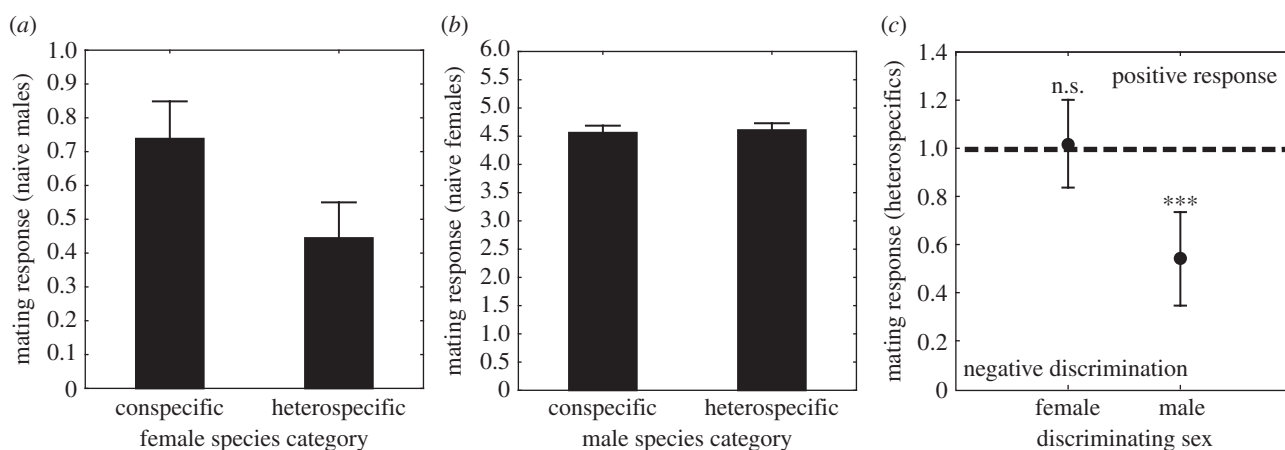 (a)
mating response (naive males)
1.0
0.9
0.8
0.7
0.6
0.5
0.4
0.3
0.2
0.1
0
conspecific heterospecific
female species category
(b)
mating response (naive females)
6.0
5.5
5.0
4.5
4.0
3.5
3.0
2.5
2.0
1.5
1.0
0.5
0
conspecific heterospecific
male species category
(c)
mating response (heterospecifics)
1.4
1.2
1.0
0.8
0.6
0.4
0.2
0
positive response
n.s.
***
negative discrimination
female male
discriminating sex